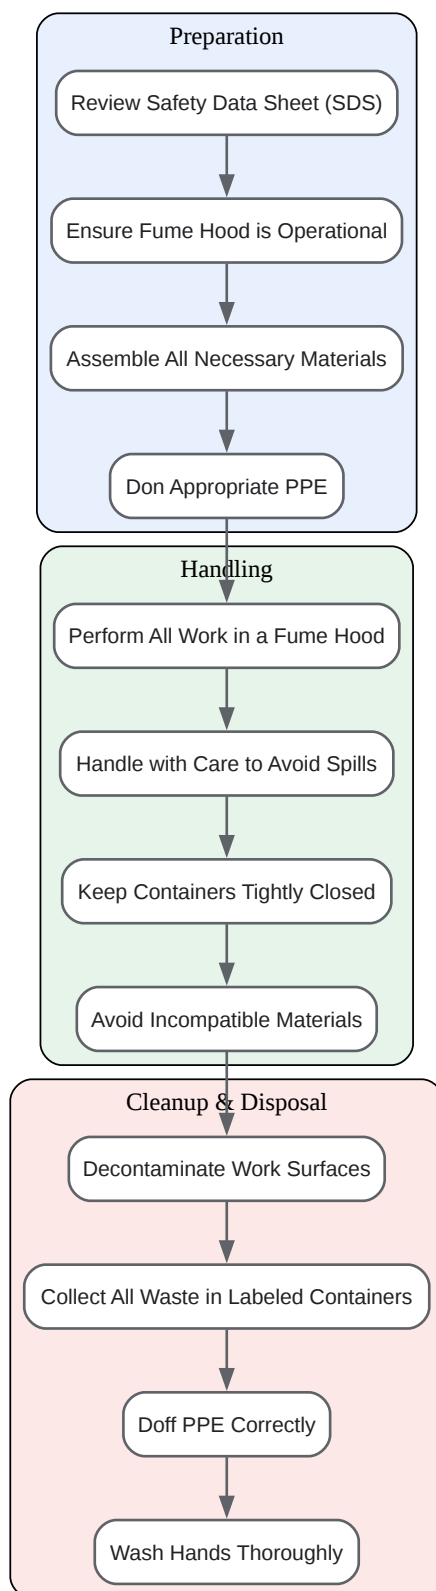 Preparation
Review Safety Data Sheet (SDS)
Ensure Fume Hood is Operational
Assemble All Necessary Materials
Don Appropriate PPE
Handling
Perform All Work in a Fume Hood
Handle with Care to Avoid Spills
Keep Containers Tightly Closed
Avoid Incompatible Materials
Cleanup & Disposal
Decontaminate Work Surfaces
Collect All Waste in Labeled Containers
Doff PPE Correctly
Wash Hands Thoroughly